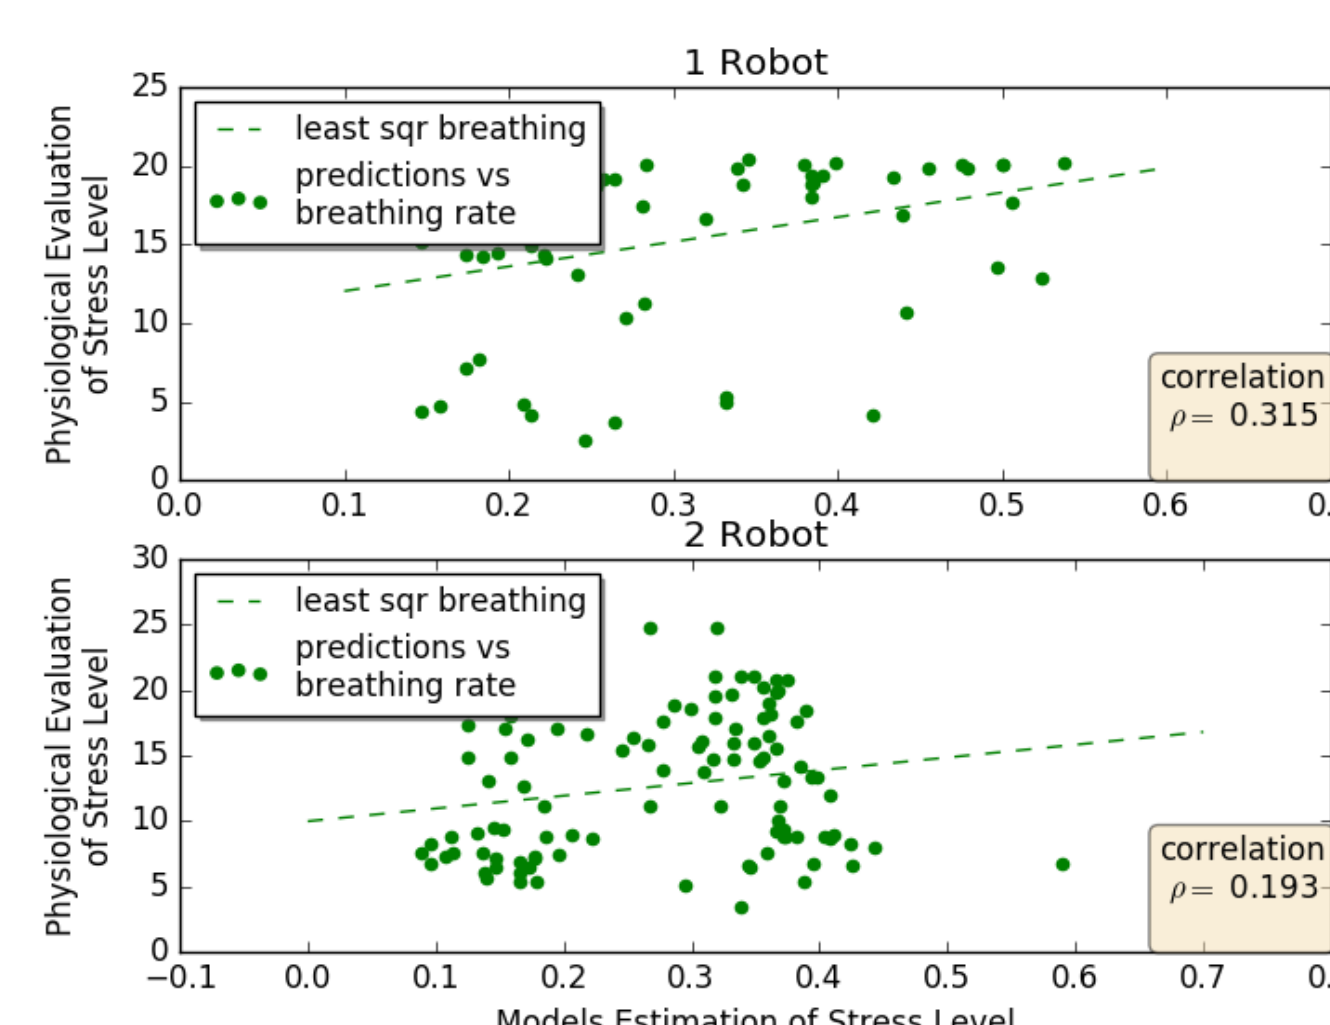 1 Robot
25
20
15
10
5
0
Physiological Evaluation
of Stress Level
least sqr breathing
predictions vs
breathing rate
correlation
ρ = 0.315
0.0 0.1 0.2 0.3 0.4 0.5 0.6 0.
2 Robot
30
25
20
15
10
5
0
Physiological Evaluation
of Stress Level
least sqr breathing
predictions vs
breathing rate
correlation
ρ = 0.193
−0.1 0.0 0.1 0.2 0.3 0.4 0.5 0.6 0.7 0.
Models Estimation of Stress Level